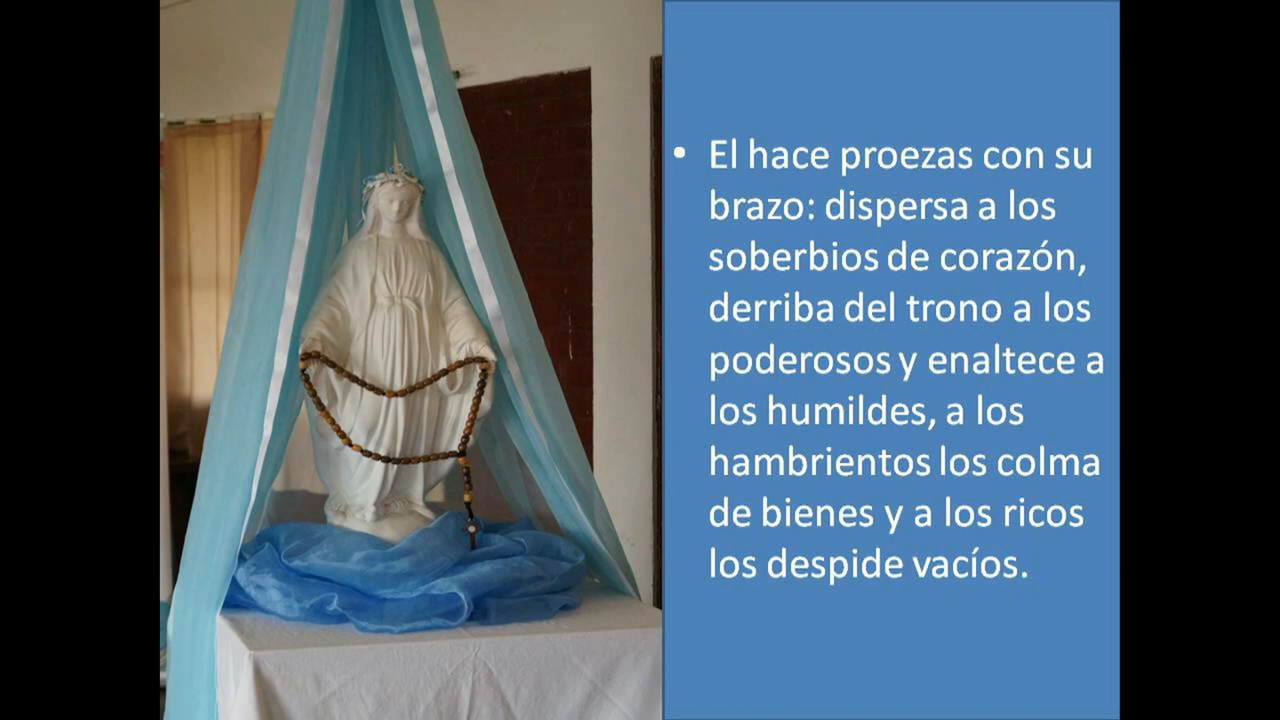 • El hace proezas con su
brazo: dispersa a los
soberbios de corazón,
derriba del trono a los
poderosos y enaltece a
los humildes, a los
hambrientos los colma
de bienes y a los ricos
los despide vacíos.